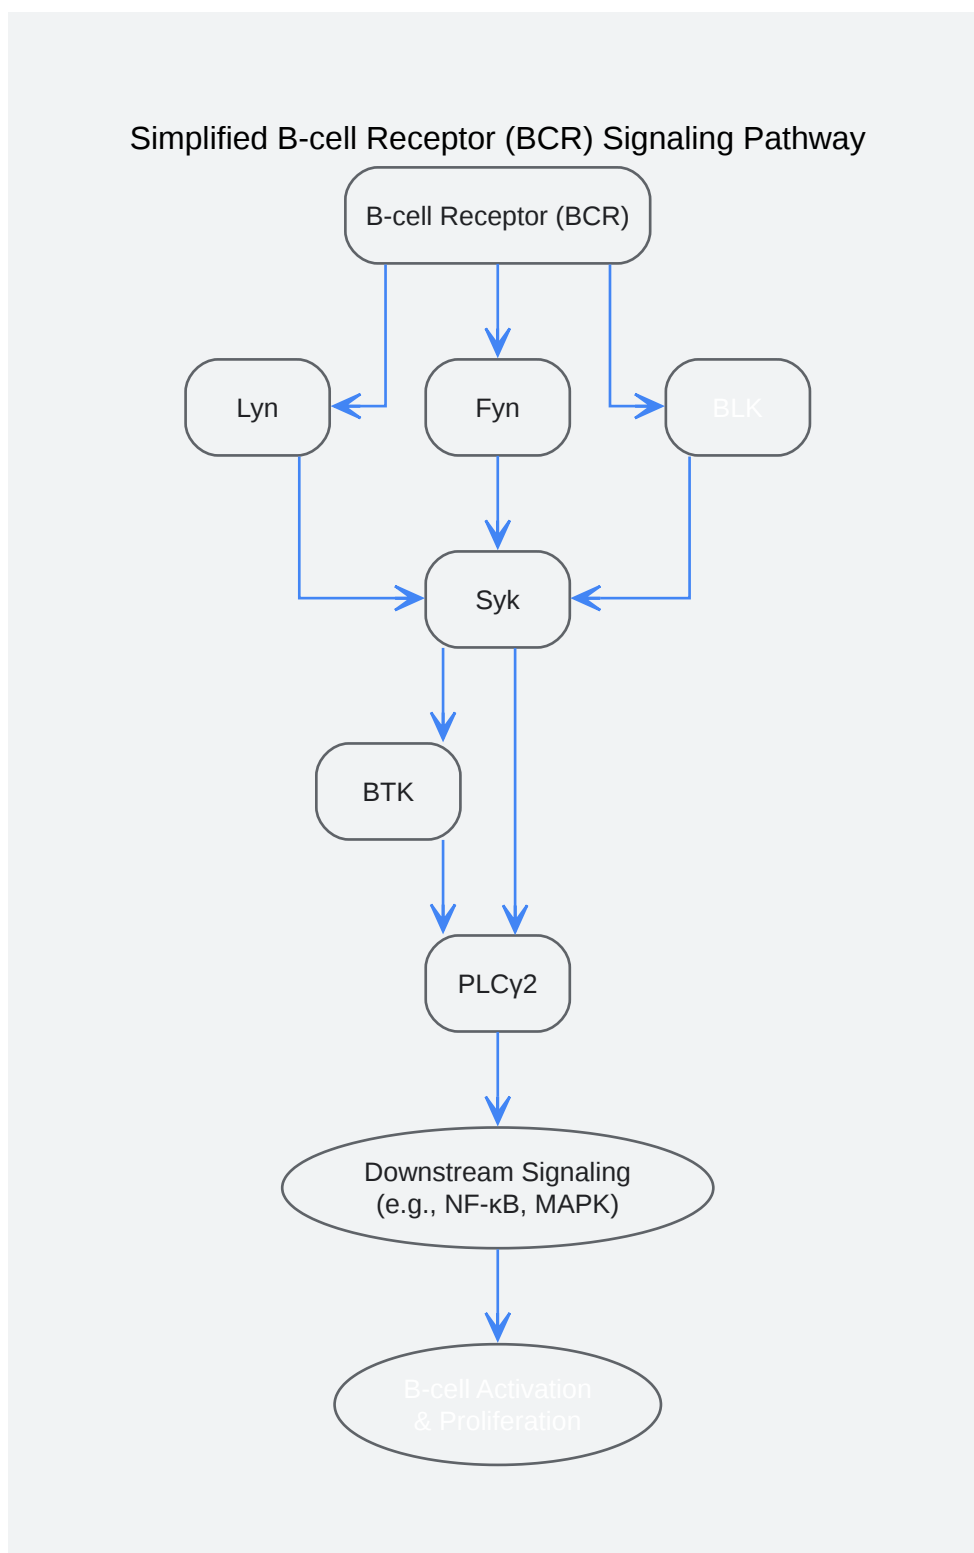 Simplified B-cell Receptor (BCR) Signaling Pathway
B-cell Receptor (BCR)
Lyn
Fyn
BLK
Syk
BTK
PLCγ2
Downstream Signaling
(e.g., NF-κB, MAPK)
B-cell Activation
& Proliferation